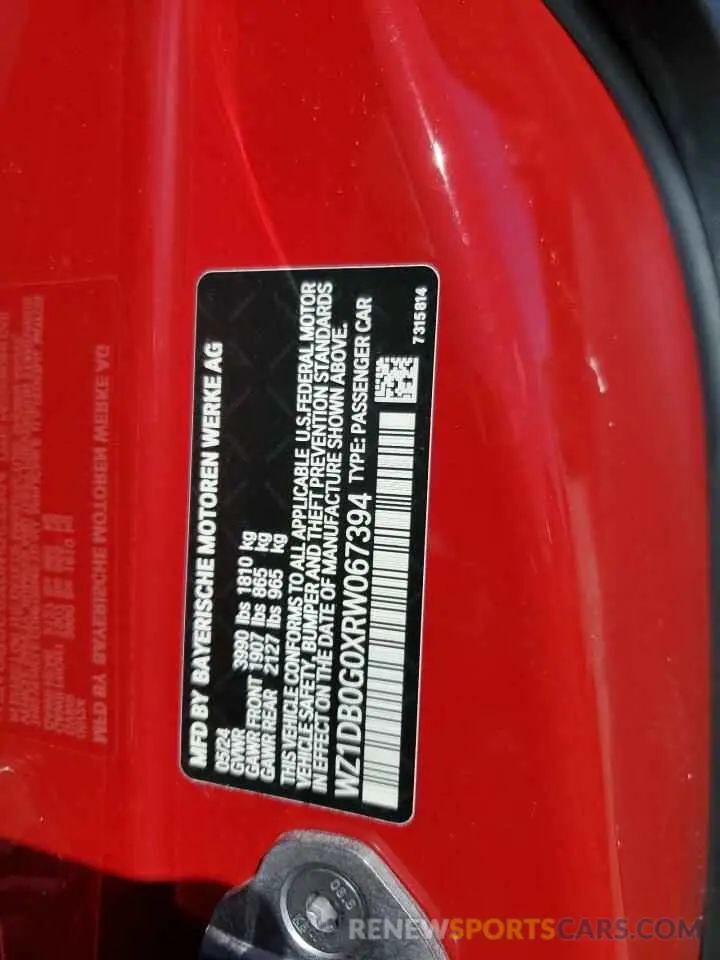 MFD BY BAYERISCHE MOTOREN WERKE AG
05/24
GVWR 3990 lbs 1810 kg
GAWR FRONT 1907 lbs 865 kg
GAWR REAR 2127 lbs 965 kg
THIS VEHICLE CONFORMS TO ALL APPLICABLE U.S.FEDERAL MOTOR
VEHICLE SAFETY, BUMPER AND THEFT PREVENTION STANDARDS
IN EFFECT ON THE DATE OF MANUFACTURE SHOWN ABOVE.
WZ1DB0G0XRW067394 TYPE: PASSENGER CAR
7315814
RENEWSPORTSCARS.COM